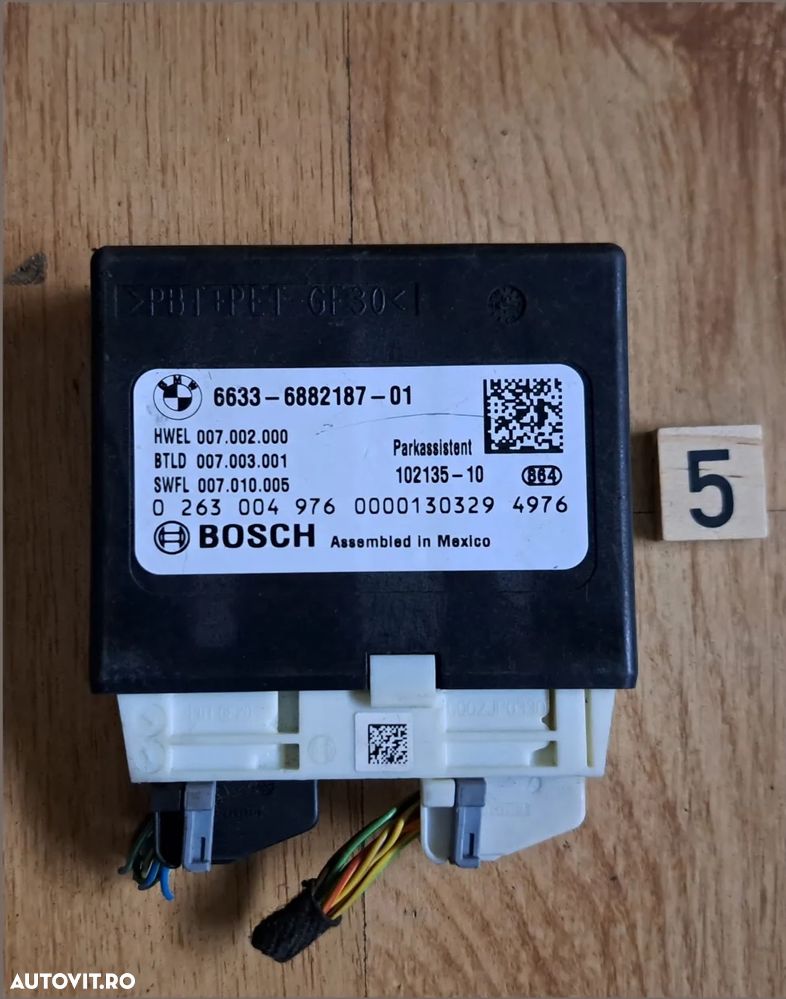 >PBT+PET GF30<
BMW
6633-6882187-01
HWEL 007.002.000
BTLD 007.003.001
SWFL 007.010.005
Parkassistent
102135-10
864
0 263 004 976 0000130329 4976
BOSCH Assembled in Mexico
5
AUTOVIT.RO